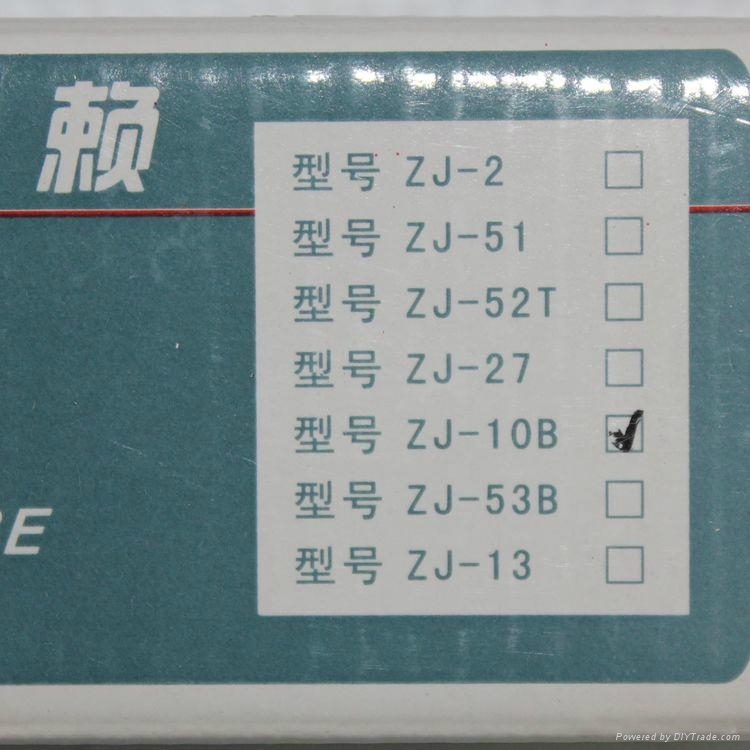 赖
型号 ZJ-2
型号 ZJ-51
型号 ZJ-52T
型号 ZJ-27
型号 ZJ-10B
型号 ZJ-53B
型号 ZJ-13
E
Powered by DIYTrade.com